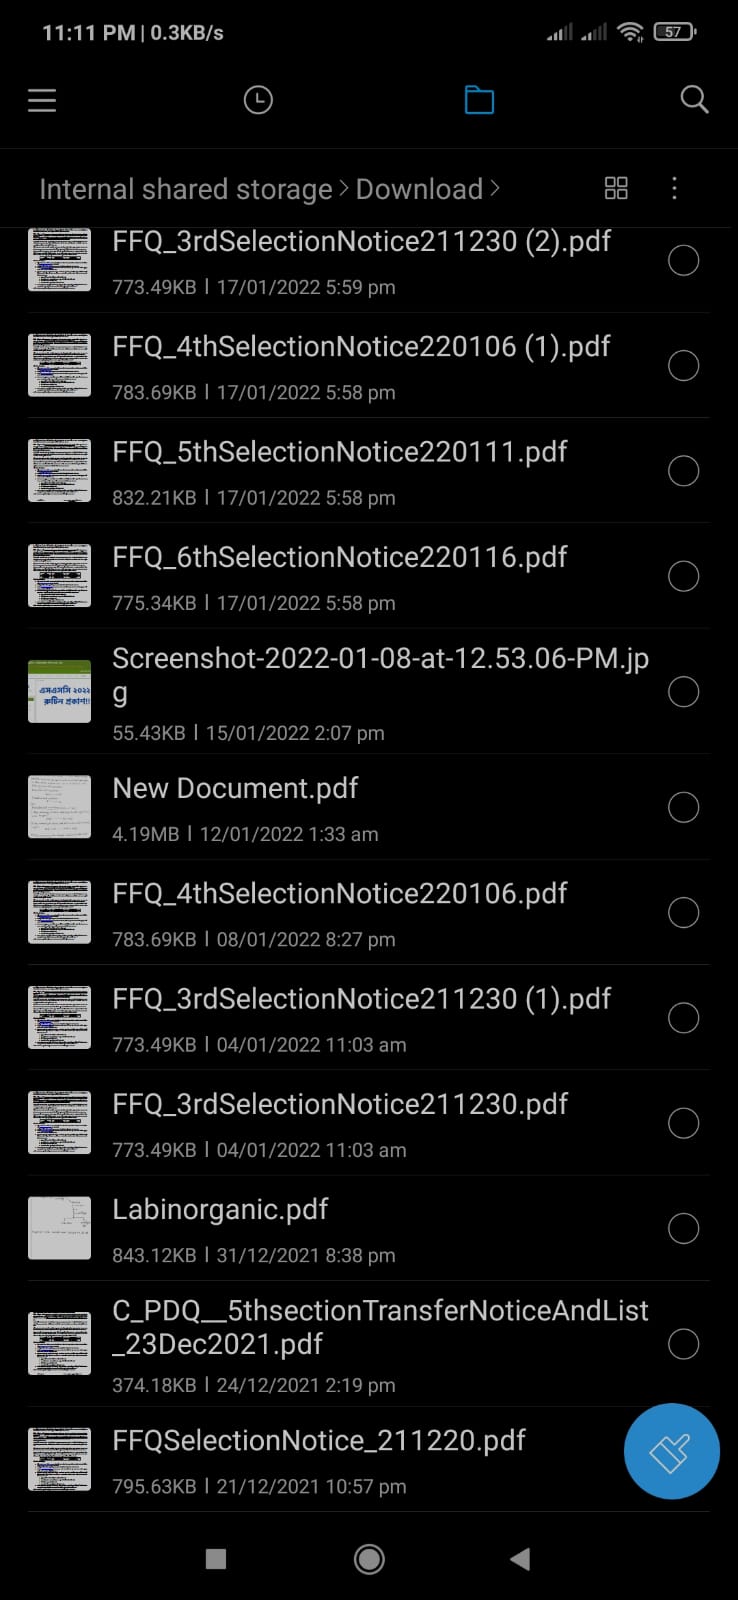 11:11 PM | 0.3KB/s
57
Internal shared storage > Download >
FFQ_3rdSelectionNotice211230 (2).pdf
773.49KB | 17/01/2022 5:59 pm
FFQ_4thSelectionNotice220106 (1).pdf
783.69KB | 17/01/2022 5:58 pm
FFQ_5thSelectionNotice220111.pdf
832.21KB | 17/01/2022 5:58 pm
FFQ_6thSelectionNotice220116.pdf
775.34KB | 17/01/2022 5:58 pm
Screenshot-2022-01-08-at-12.53.06-PM.jp
g
এসএসসি ২০২২
রুটিন প্রকাশ!!
55.43KB | 15/01/2022 2:07 pm
New Document.pdf
4.19MB | 12/01/2022 1:33 am
FFQ_4thSelectionNotice220106.pdf
783.69KB | 08/01/2022 8:27 pm
FFQ_3rdSelectionNotice211230 (1).pdf
773.49KB | 04/01/2022 11:03 am
FFQ_3rdSelectionNotice211230.pdf
773.49KB | 04/01/2022 11:03 am
Labinorganic.pdf
843.12KB | 31/12/2021 8:38 pm
C_PDQ__5thsectionTransferNoticeAndList
_23Dec2021.pdf
374.18KB | 24/12/2021 2:19 pm
FFQSelectionNotice_211220.pdf
795.63KB | 21/12/2021 10:57 pm